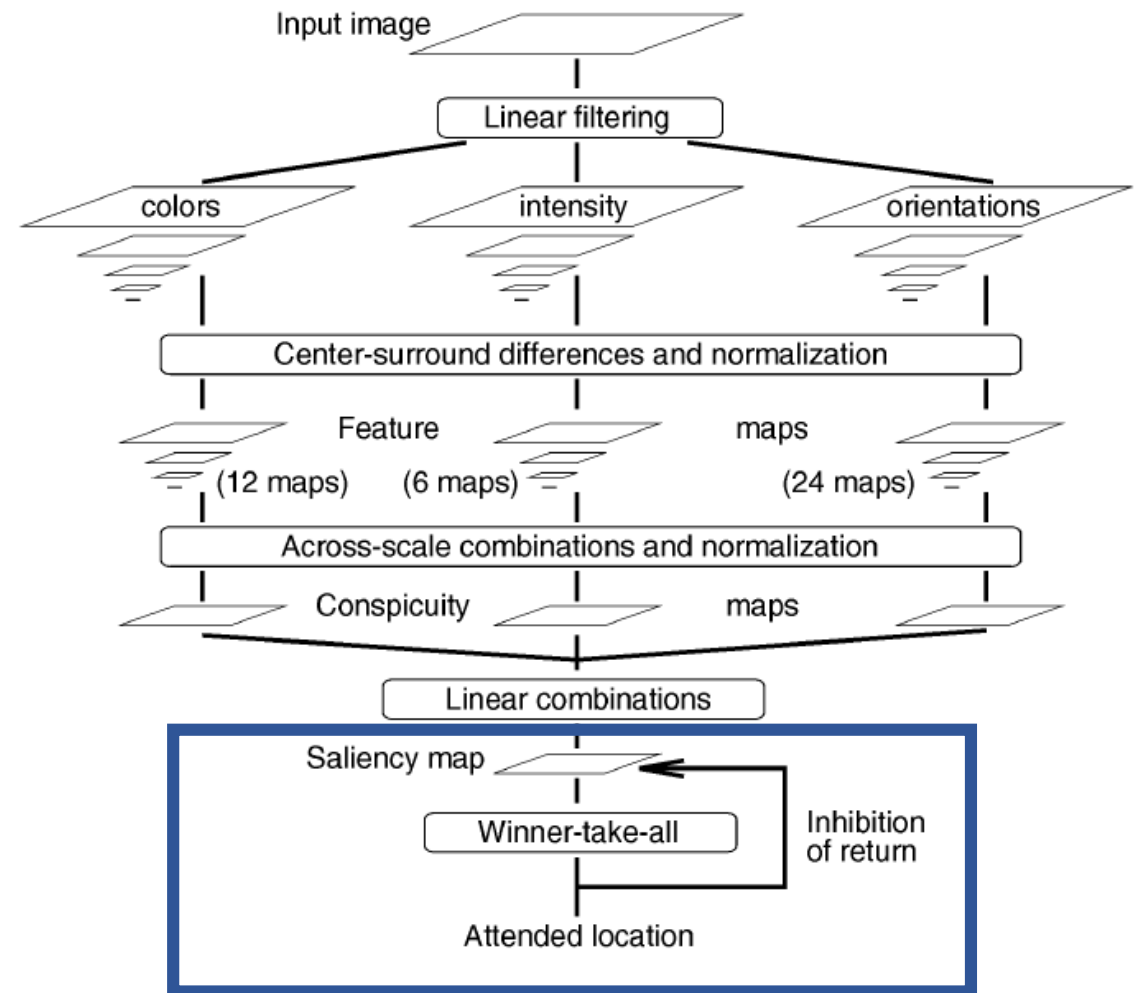 Input image
Linear filtering
colors
intensity
orientations
Center-surround differences and normalization
Feature maps
(12 maps) (6 maps) (24 maps)
Across-scale combinations and normalization
Conspicuity maps
Linear combinations
Saliency map
Winner-take-all
Inhibition
of return
Attended location